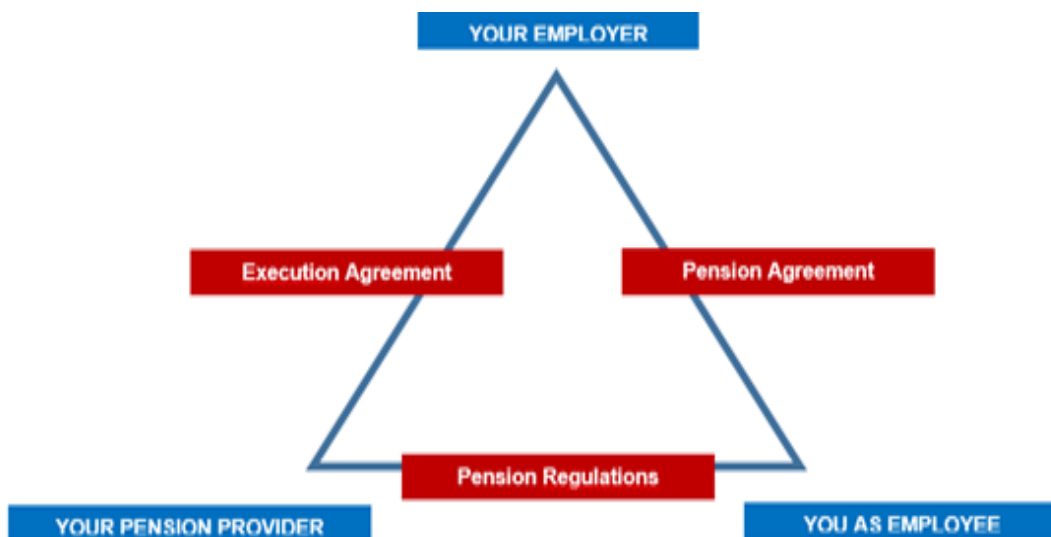 YOUR EMPLOYER
Execution Agreement
Pension Agreement
Pension Regulations
YOUR PENSION PROVIDER
YOU AS EMPLOYEE